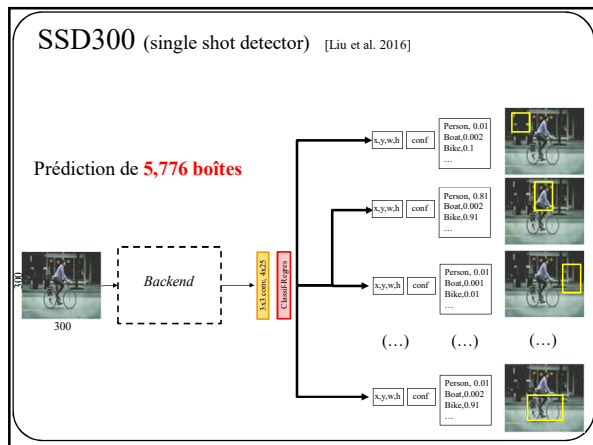 SSD300 (single shot detector) [Liu et al. 2016]
Prédiction de 5,776 boîtes
300
300
Backend
3x3 conv, 4x25
Classif-Regres
x,y,w,h
conf
Person, 0.01
Boat,0.002
Bike,0.1
…
x,y,w,h
conf
Person, 0.81
Boat,0.002
Bike,0.91
…
x,y,w,h
conf
Person, 0.01
Boat,0.001
Bike,0.01
…
(…)
(…)
(…)
x,y,w,h
conf
Person, 0.01
Boat,0.002
Bike,0.91
…